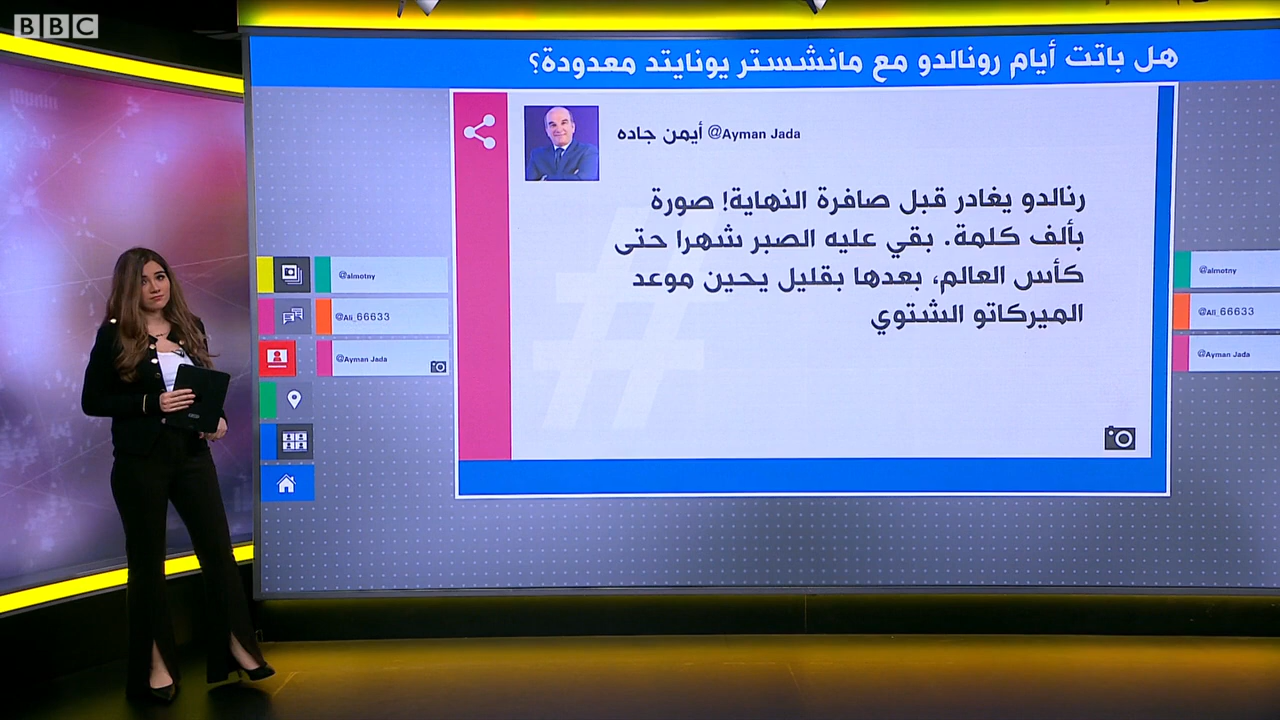 BBC
هل باتت أيام رونالدو مع مانشستر يونايتد معدودة؟
أيمن جاده @Ayman Jada
رنالدو يغادر قبل صافرة النهاية! صورة
بألف كلمة. بقي عليه الصبر شهرا حتى
كأس العالم، بعدها بقليل يحين موعد
الميركاتو الشتوي
@almotny
@Ali_66633
@Ayman Jada
@almotny
@Ali_66633
@Ayman Jada